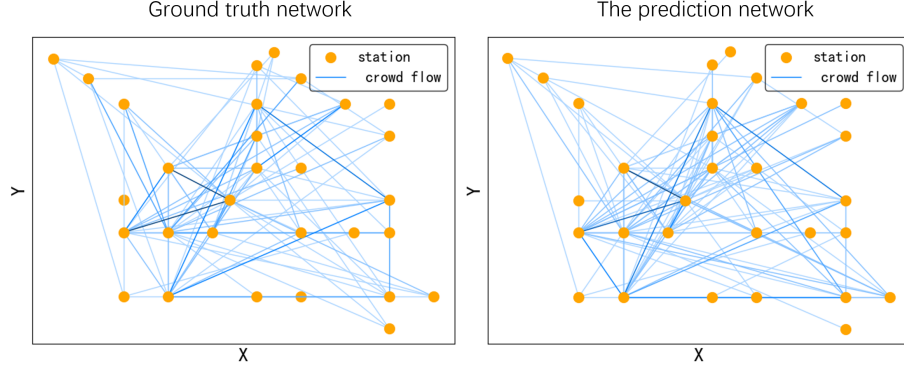 Ground truth network
The prediction network
station
crowd flow
station
crowd flow
Y
Y
X
X